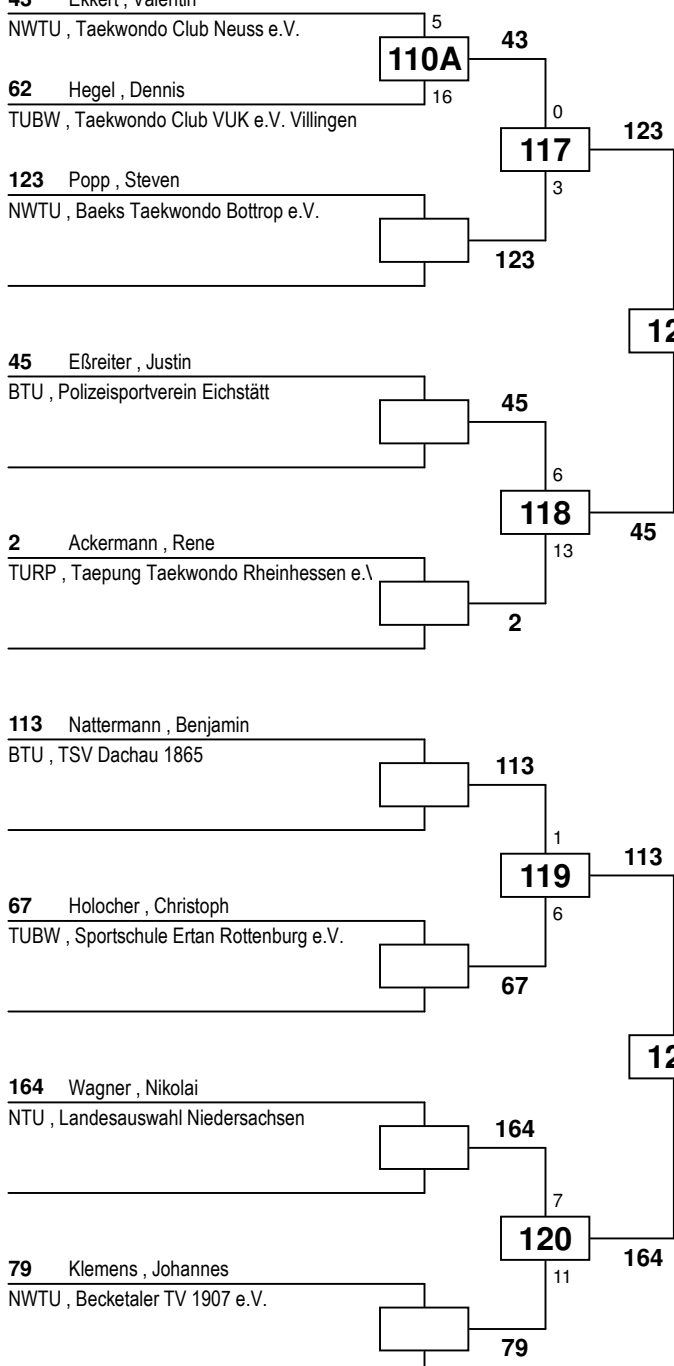 43 Ekkert , Valentin
NWTU , Taekwondo Club Neuss e.V.
5
110A
43
62 Hegel , Dennis
16
TUBW , Taekwondo Club VUK e.V. Villingen
0
117
123
3
123 Popp , Steven
NWTU , Baeks Taekwondo Bottrop e.V.
123
12
45 Eßreiter , Justin
BTU , Polizeisportverein Eichstätt
45
6
118
45
13
2 Ackermann , Rene
TURP , Taepung Taekwondo Rheinhessen e.\
2
113 Nattermann , Benjamin
BTU , TSV Dachau 1865
113
1
119
113
6
67 Holocher , Christoph
TUBW , Sportschule Ertan Rottenburg e.V.
67
12
164 Wagner , Nikolai
NTU , Landesauswahl Niedersachsen
164
7
120
164
11
79 Klemens , Johannes
NWTU , Becketaler TV 1907 e.V.
79